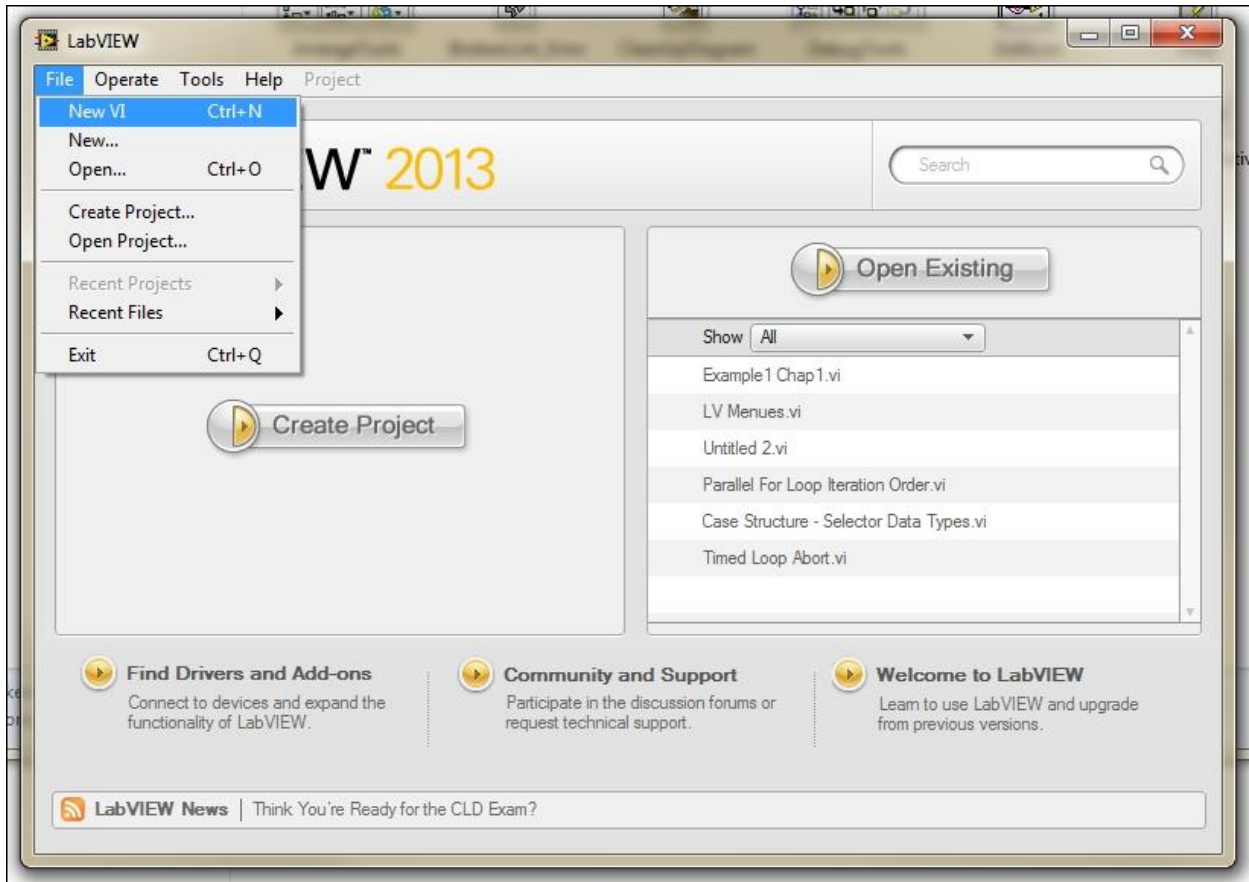 LabVIEW
File Operate Tools Help Project
New VI Ctrl+N
New...
Open... Ctrl+O
Create Project...
Open Project...
Recent Projects
Recent Files
Exit Ctrl+Q
W™ 2013
Search
Create Project
Open Existing
Show All
Example1 Chap1.vi
LV Menues.vi
Untitled 2.vi
Parallel For Loop Iteration Order.vi
Case Structure - Selector Data Types.vi
Timed Loop Abort.vi
Find Drivers and Add-ons
Connect to devices and expand the
functionality of LabVIEW.
Community and Support
Participate in the discussion forums or
request technical support.
Welcome to LabVIEW
Learn to use LabVIEW and upgrade
from previous versions.
LabVIEW News | Think You're Ready for the CLD Exam?